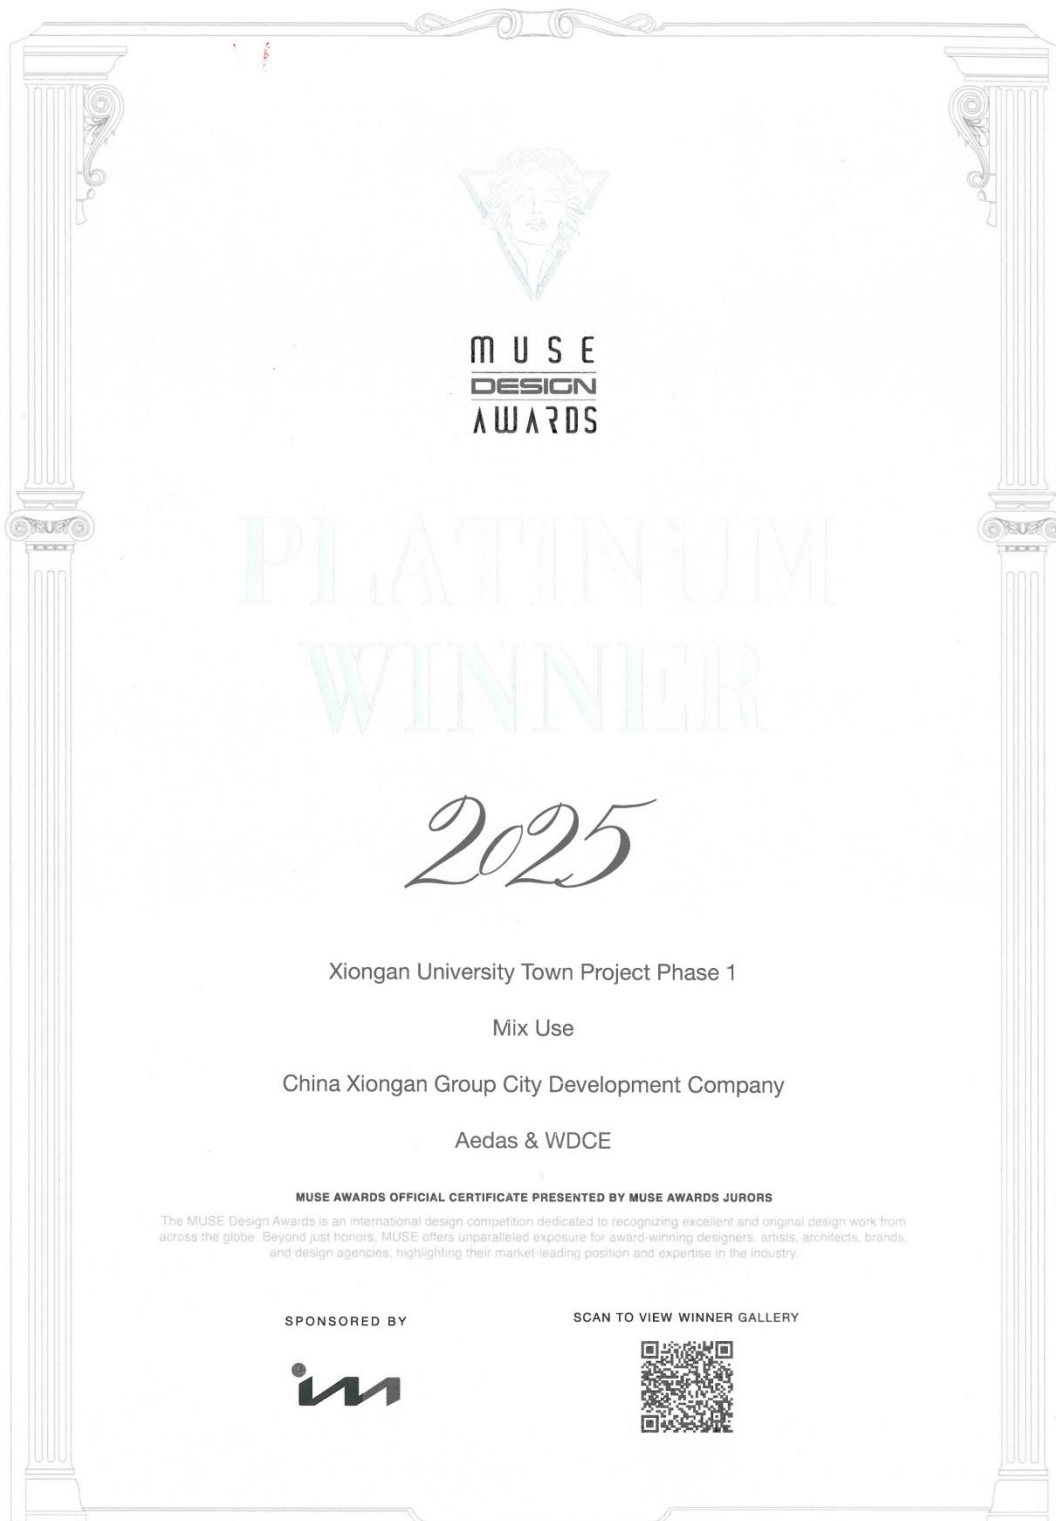 MUSE
DESIGN
AWARDS
PLATINUM
WINNER
2025
Xiongan University Town Project Phase 1
Mix Use
China Xiongan Group City Development Company
Aedas & WDCE
MUSE AWARDS OFFICIAL CERTIFICATE PRESENTED BY MUSE AWARDS JURORS
The MUSE Design Awards is an international design competition dedicated to recognizing excellent and original design work from
across the globe. Beyond just honors, MUSE offers unparalleled exposure for award-winning designers, artists, architects, brands,
and design agencies, highlighting their market-leading position and expertise in the industry.
SPONSORED BY
SCAN TO VIEW WINNER GALLERY
im